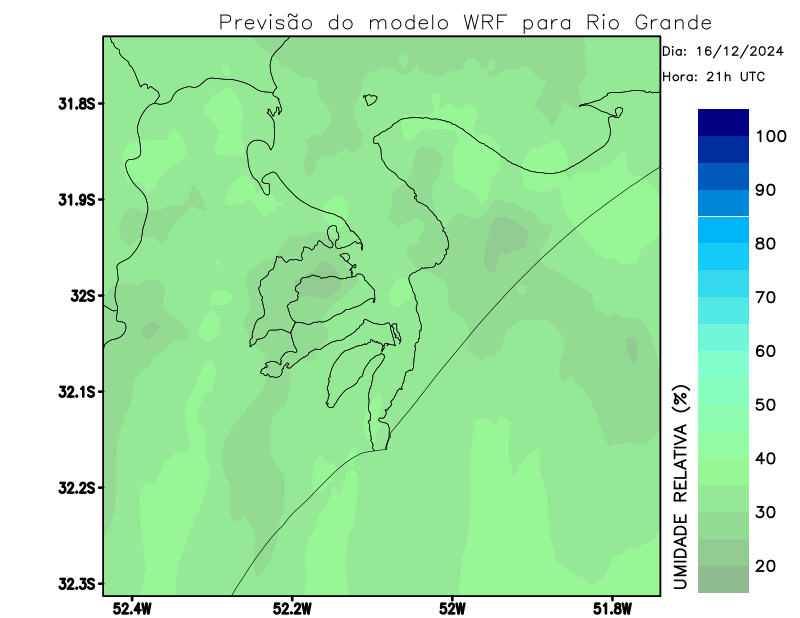 Previsão do modelo WRF para Rio Grande
Dia: 16/12/2024
Hora: 21h UTC
31.8S
31.9S
32S
32.1S
32.2S
32.3S
52.4W
52.2W
52W
51.8W
UMIDADE RELATIVA (%)
100
90
80
70
60
50
40
30
20